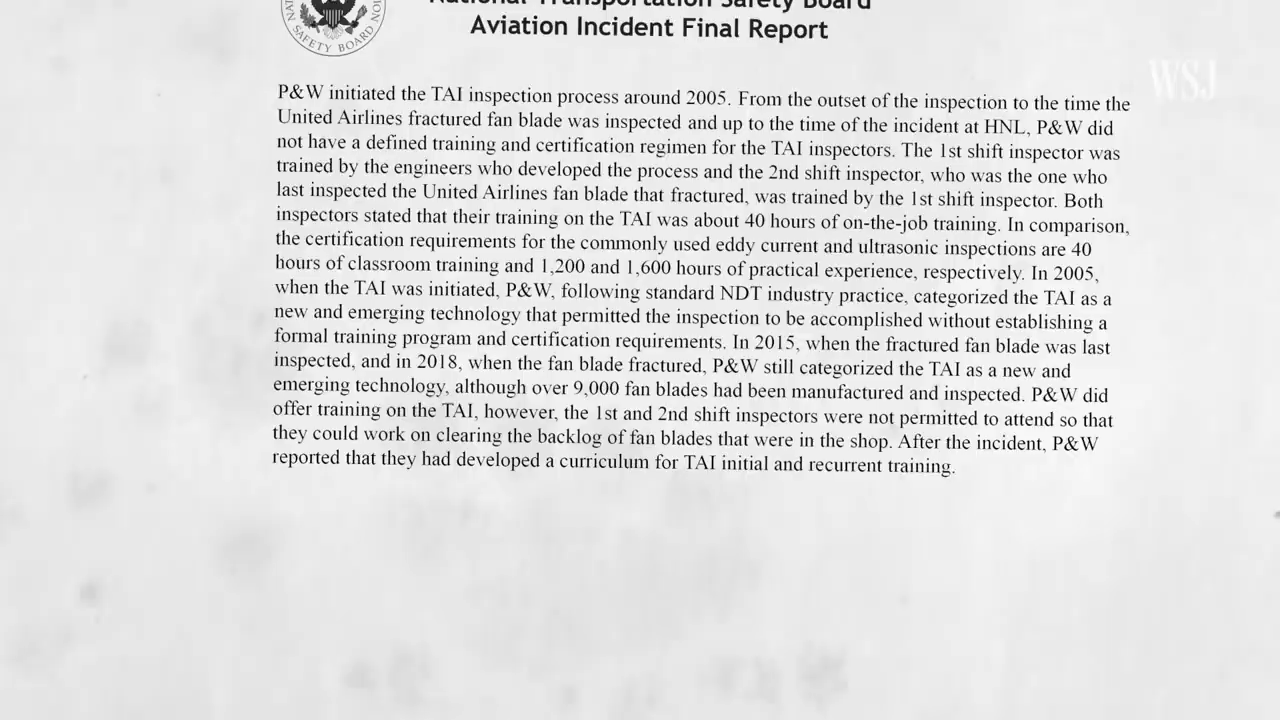 National Transportation Safety Board
Aviation Incident Final Report
SAFETY BOARD
WSJ
P&W initiated the TAI inspection process around 2005. From the outset of the inspection to the time the
United Airlines fractured fan blade was inspected and up to the time of the incident at HNL, P&W did
not have a defined training and certification regimen for the TAI inspectors. The 1st shift inspector was
trained by the engineers who developed the process and the 2nd shift inspector, who was the one who
last inspected the United Airlines fan blade that fractured, was trained by the 1st shift inspector. Both
inspectors stated that their training on the TAI was about 40 hours of on-the-job training. In comparison,
the certification requirements for the commonly used eddy current and ultrasonic inspections are 40
hours of classroom training and 1,200 and 1,600 hours of practical experience, respectively. In 2005,
when the TAI was initiated, P&W, following standard NDT industry practice, categorized the TAI as a
new and emerging technology that permitted the inspection to be accomplished without establishing a
formal training program and certification requirements. In 2015, when the fractured fan blade was last
inspected, and in 2018, when the fan blade fractured, P&W still categorized the TAI as a new and
emerging technology, although over 9,000 fan blades had been manufactured and inspected. P&W did
offer training on the TAI, however, the 1st and 2nd shift inspectors were not permitted to attend so that
they could work on clearing the backlog of fan blades that were in the shop. After the incident, P&W
reported that they had developed a curriculum for TAI initial and recurrent training.